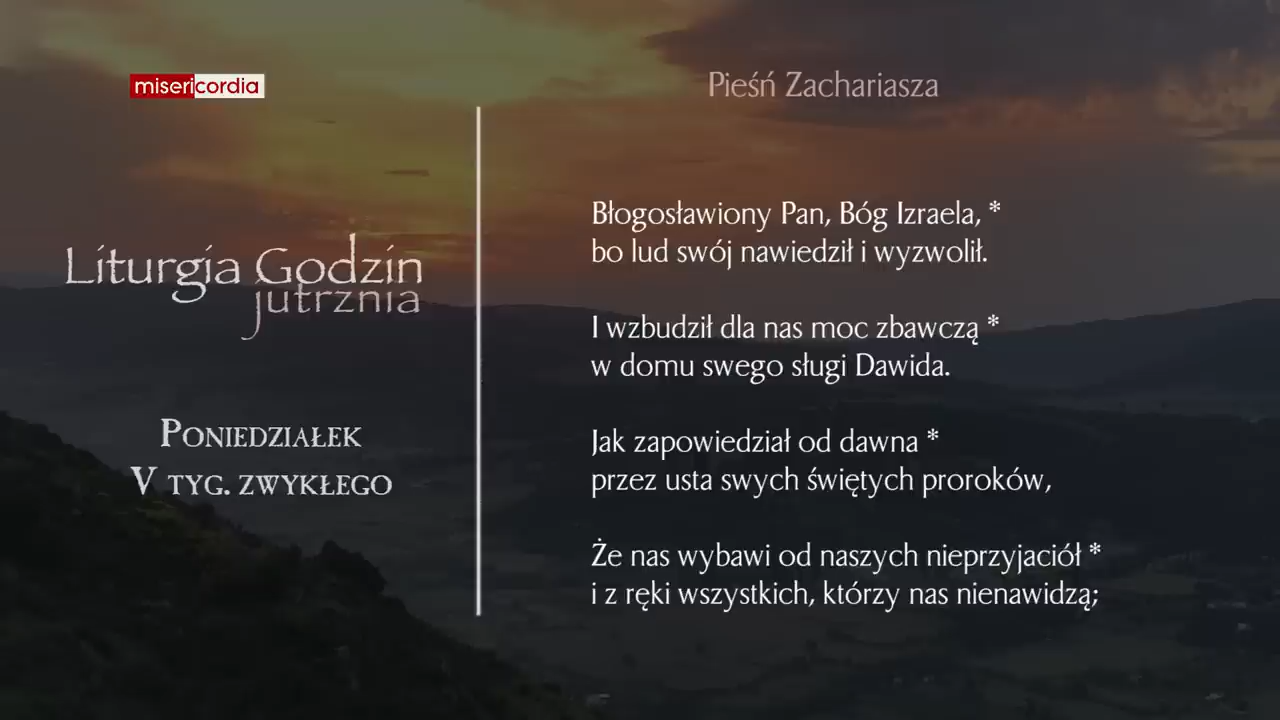 misericordia
Liturgia Godzin
jutrznia
Poniedziałek
V tyg. zwykłego
Pieśń Zachariasza
Błogosławiony Pan, Bóg Izraela, *
bo lud swój nawiedził i wyzwolił.
I wzbudził dla nas moc zbawczą *
w domu swego sługi Dawida.
Jak zapowiedział od dawna *
przez usta swych świętych proroków,
Że nas wybawi od naszych nieprzyjaciół *
i z ręki wszystkich, którzy nas nienawidzą;